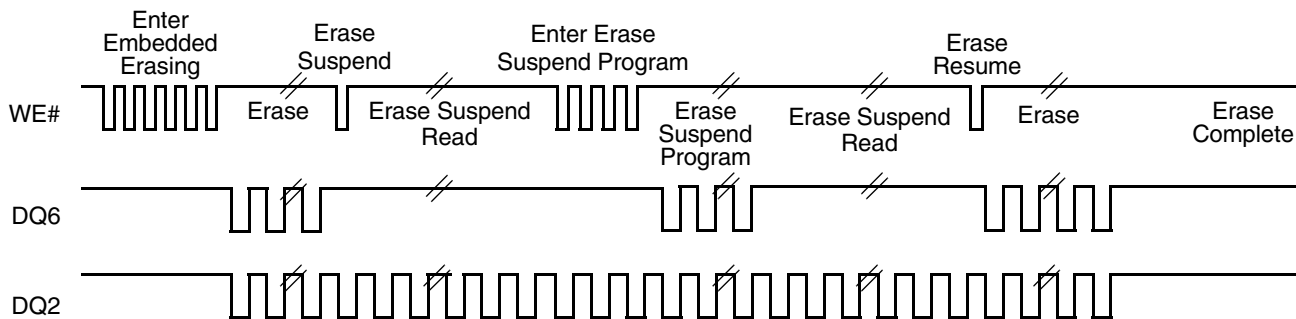 Enter
Embedded
Erasing
Erase
Suspend
Enter Erase
Suspend Program
Erase
Resume
WE#
Erase
Erase Suspend
Read
Erase
Suspend
Program
Erase Suspend
Read
Erase
Erase
Complete
DQ6
DQ2